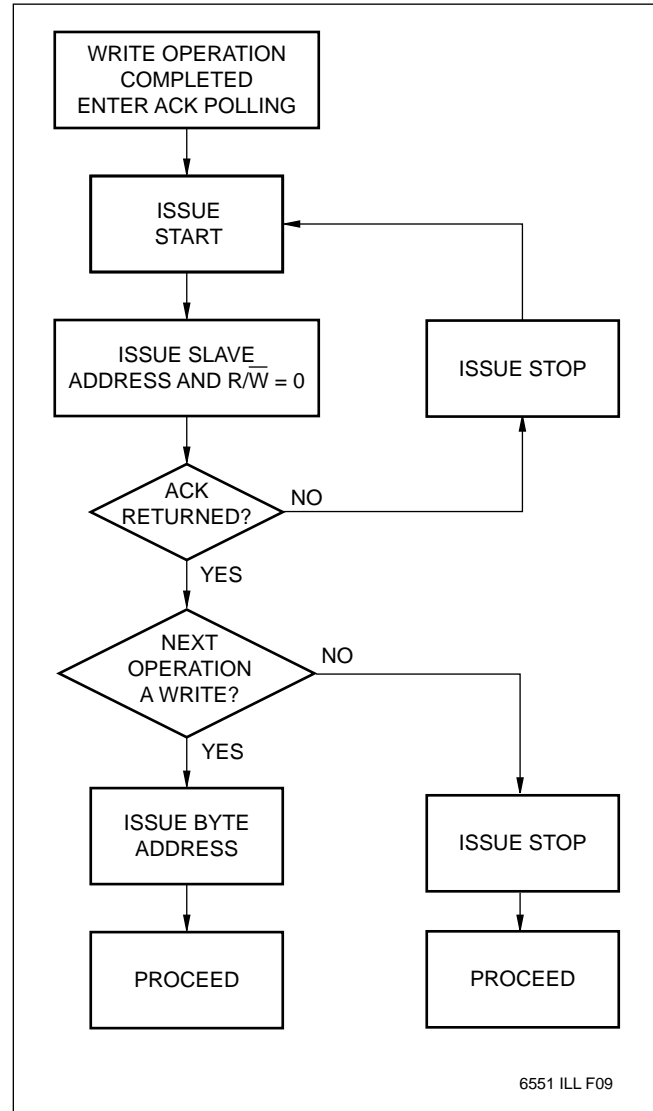 WRITE OPERATION
COMPLETED
ENTER ACK POLLING
ISSUE
START
ISSUE SLAVE
ADDRESS AND R/W̅ = 0
ISSUE STOP
ACK
RETURNED?
NO
YES
NEXT
OPERATION
A WRITE?
NO
YES
ISSUE BYTE
ADDRESS
ISSUE STOP
PROCEED
PROCEED
6551 ILL F09